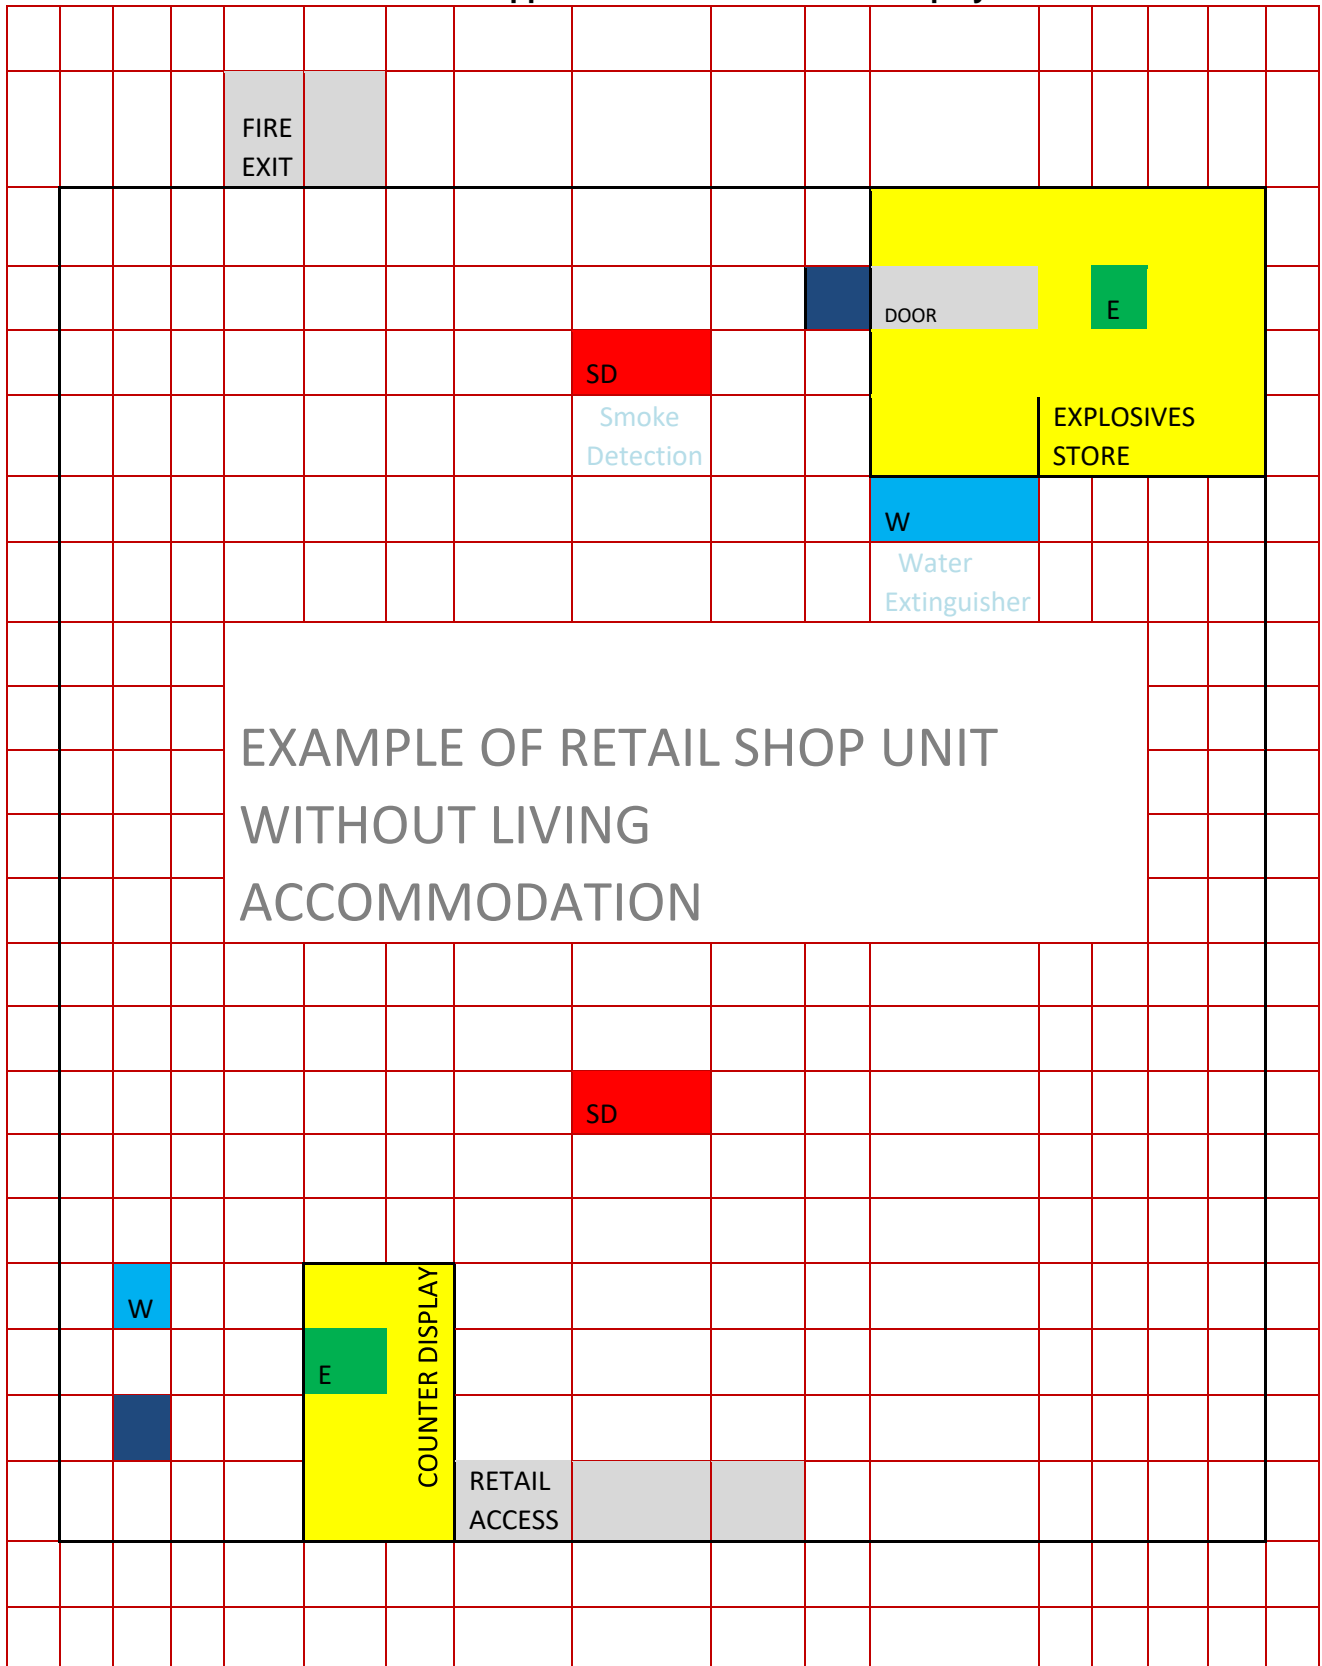 FIRE
EXIT
DOOR
E
SD
Smoke
Detection
EXPLOSIVES
STORE
W
Water
Extinguisher
EXAMPLE OF RETAIL SHOP UNIT
WITHOUT LIVING
ACCOMMODATION
SD
W
E
COUNTER DISPLAY
RETAIL
ACCESS